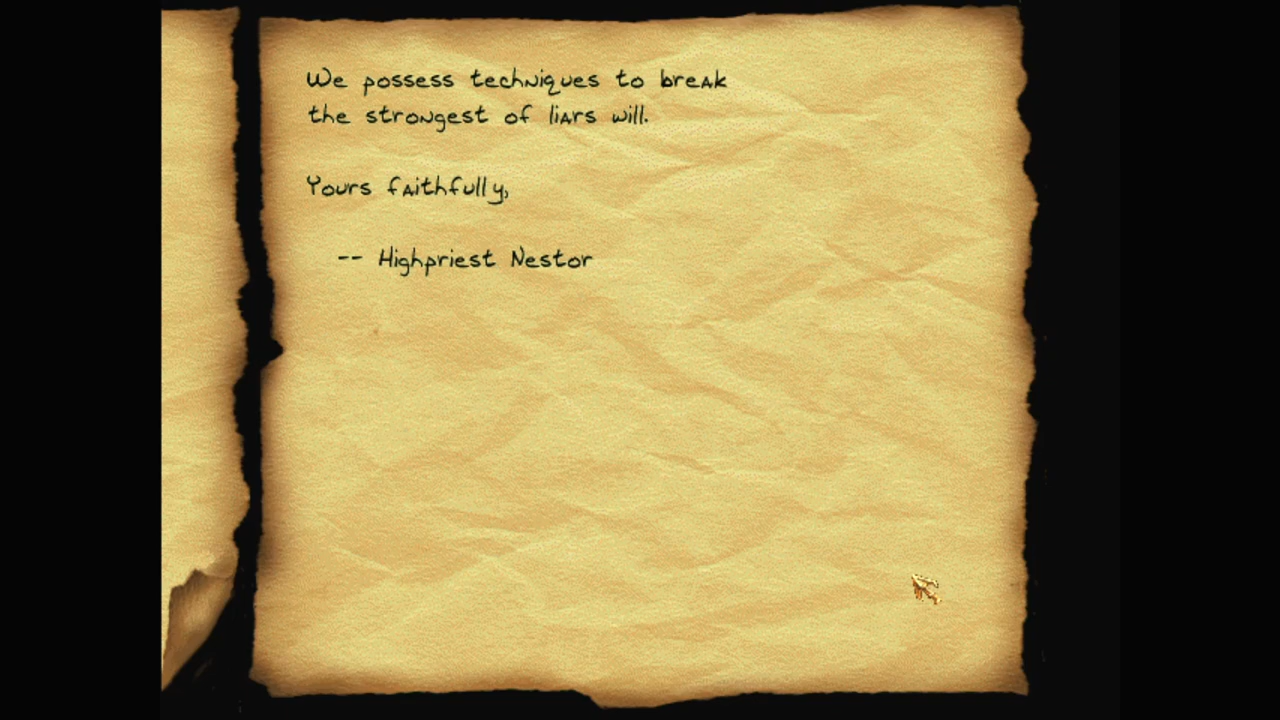 We possess techniques to break
the strongest of liars will.
Yours faithfully,
-- Highpriest Nestor